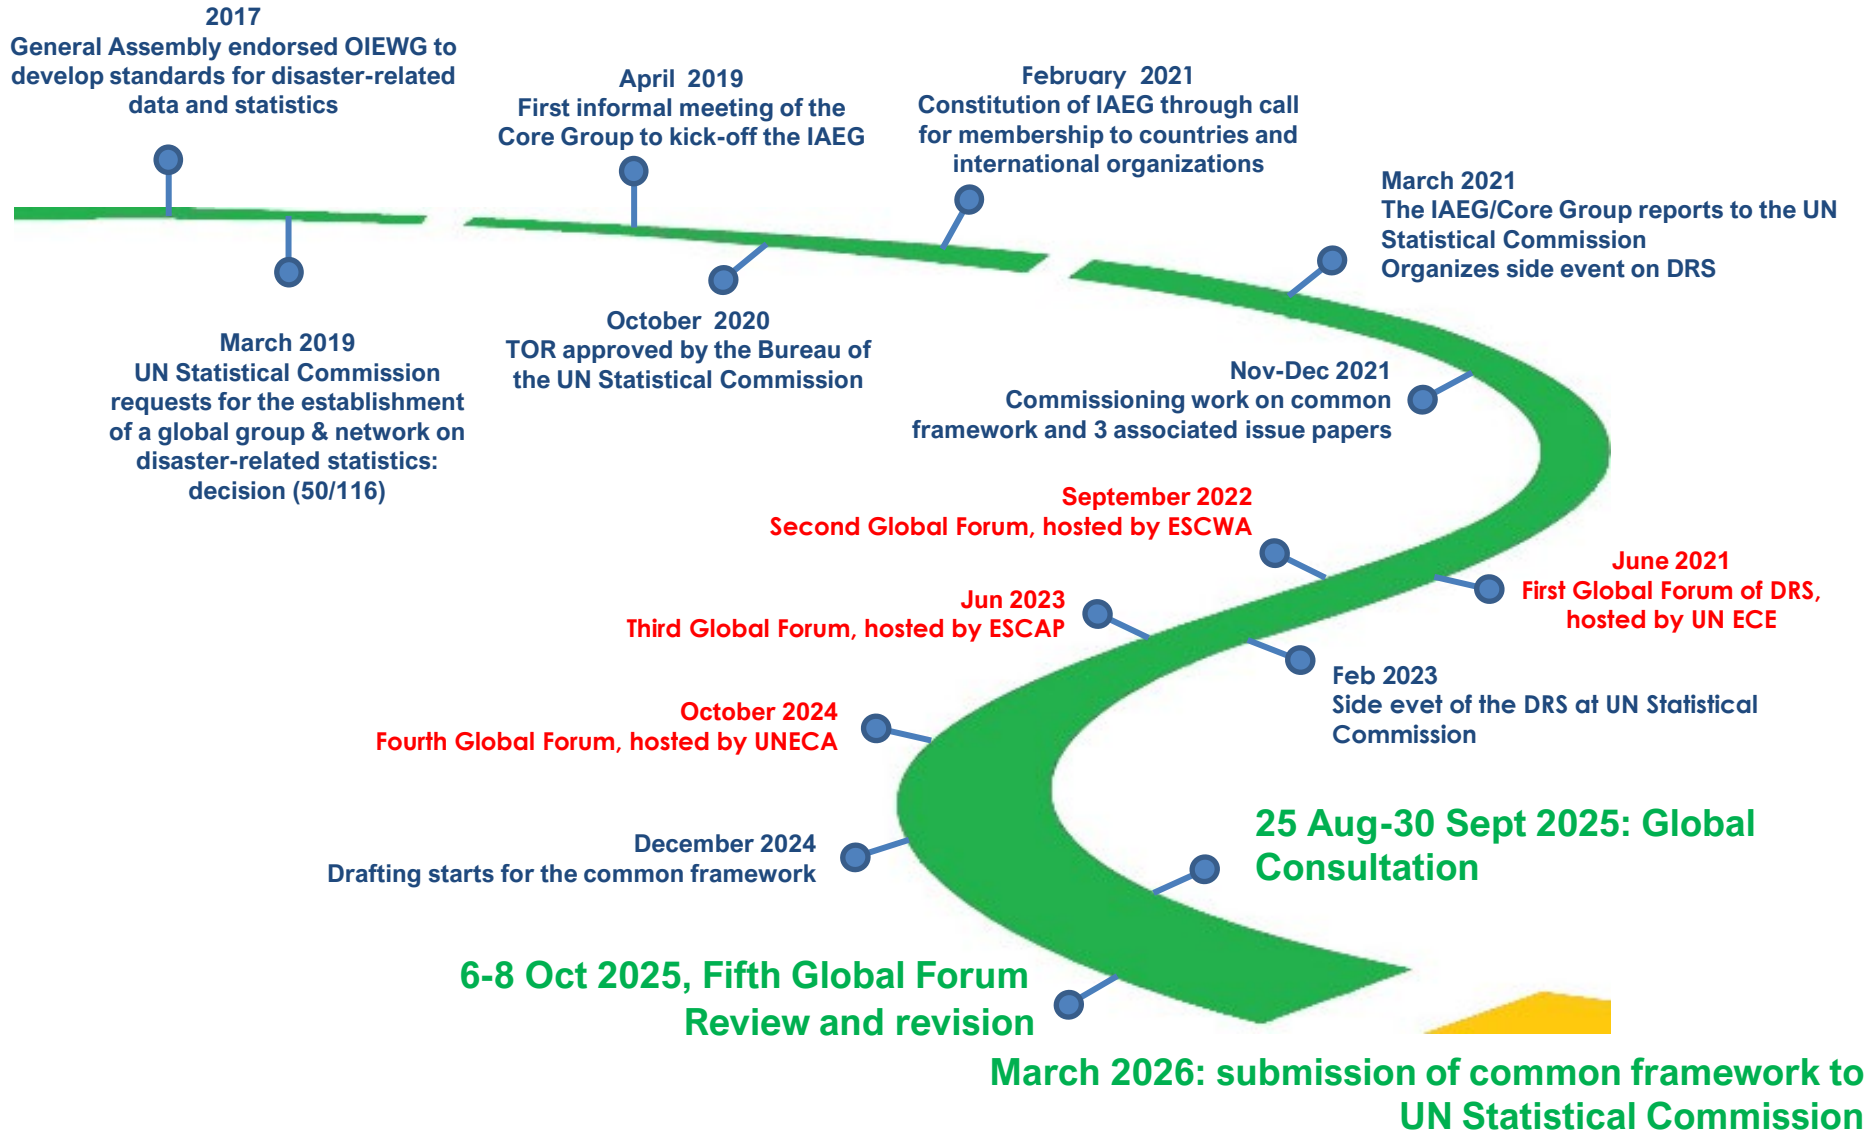 2017
General Assembly endorsed OIEWG to
develop standards for disaster-related
data and statistics
March 2019
UN Statistical Commission
requests for the establishment
of a global group & network on
disaster-related statistics:
decision (50/116)
April 2019
First informal meeting of the
Core Group to kick-off the IAEG
October 2020
TOR approved by the Bureau of
the UN Statistical Commission
February 2021
Constitution of IAEG through call
for membership to countries and
international organizations
March 2021
The IAEG/Core Group reports to the UN
Statistical Commission
Organizes side event on DRS
Nov-Dec 2021
Commissioning work on common
framework and 3 associated issue papers
June 2021
First Global Forum of DRS,
hosted by UN ECE
September 2022
Second Global Forum, hosted by ESCWA
Feb 2023
Side evet of the DRS at UN Statistical
Commission
Jun 2023
Third Global Forum, hosted by ESCAP
October 2024
Fourth Global Forum, hosted by UNECA
December 2024
Drafting starts for the common framework
25 Aug-30 Sept 2025: Global
Consultation
6-8 Oct 2025, Fifth Global Forum
Review and revision
March 2026: submission of common framework to
UN Statistical Commission